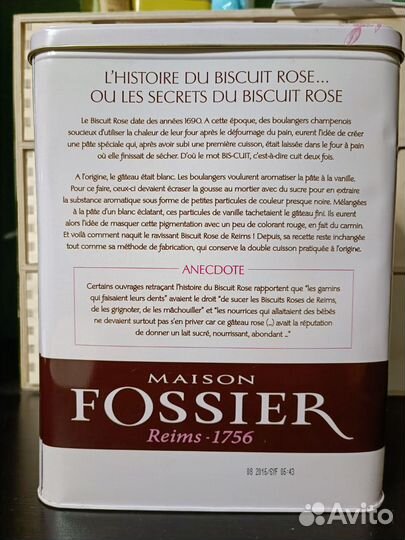 L'HISTOIRE DU BISCUIT ROSE...
OU LES SECRETS DU BISCUIT ROSE
Le Biscuit Rose date des années 1690. A cette époque, des boulangers champenois
soucieux d'utiliser la chaleur de leur four après le défournage du pain, eurent l'idée de créer
une pâte spéciale qui, après avoir subi une première cuisson, était laissée dans le four à pain
où elle finissait de sécher. D'où le mot BIS-CUIT, c'est-à-dire cuit deux fois.
A l'origine, le gâteau était blanc. Les boulangers voulurent aromatiser la pâte à la vanille.
Pour ce faire, ceux-ci devaient écraser la gousse au mortier avec du sucre pour en extraire
la substance aromatique sous forme de petites particules de couleur presque noire. Mélangées
à la pâte d'un blanc éclatant, ces particules de vanille tachetaient le gâteau fini. Ils eurent
alors l'idée de masquer cette pigmentation avec un peu de colorant rouge, en fait du carmin.
Et voilà comment naquit le ravissant Biscuit Rose de Reims ! Depuis, sa recette reste inchangée
tout comme sa méthode de fabrication, qui conserve la double cuisson pratiquée à l'origine.
ANECDOTE
Certains ouvrages retraçant l'histoire du Biscuit Rose rapportent que "les gamins
qui faisaient leurs dents" avaient le droit "de sucer les Biscuits Roses de Reims,
de les grignoter, de les mâchouiller" et "les nourrices qui allaitaient des bébés
ne devaient surtout pas s'en priver car ce gâteau rose (...) avait la réputation
de donner un lait sucré, nourrissant, abondant ..."
MAISON
FOSSIER
Reims - 1756
08 2016/SYF 06:43
Avito